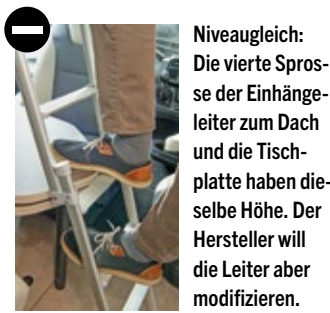 Niveaugleich:
Die vierte Spros-
se der Einhänge-
leiter zum Dach
und die Tisch-
platte haben die-
selbe Höhe. Der
Hersteller will
die Leiter aber
modifizieren.